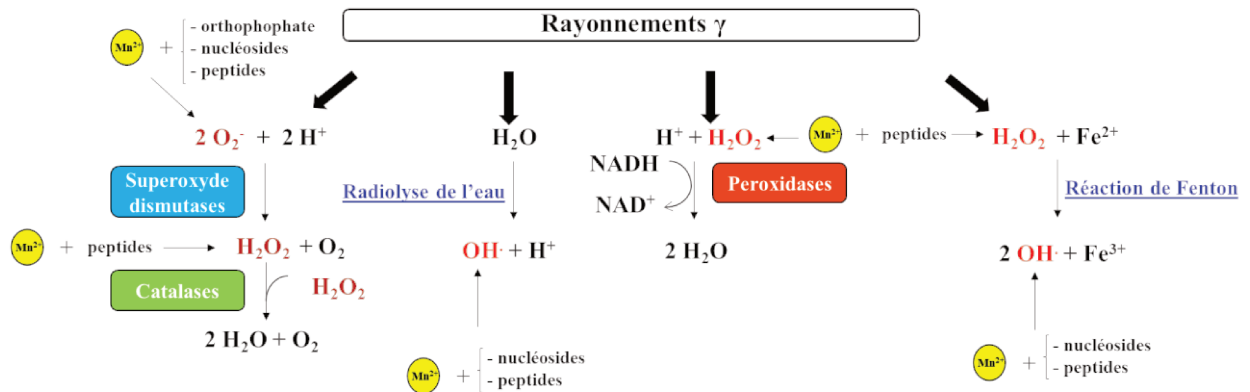 Rayonnements γ
Mn²⁺ + - orthophophate
- nucléosides
- peptides
2 O₂⁻ + 2 H⁺
H₂O
H⁺ + H₂O₂
Mn²⁺ + peptides
H₂O₂ + Fe²⁺
Superoxyde
dismutases
Radiolyse de l'eau
NADH
NAD⁺
Peroxidases
Réaction de Fenton
Mn²⁺ + peptides
H₂O₂ + O₂
OH· + H⁺
2 H₂O
2 OH· + Fe³⁺
Catalases
H₂O₂
2 H₂O + O₂
Mn²⁺ + - nucléosides
- peptides
Mn²⁺ + - nucléosides
- peptides